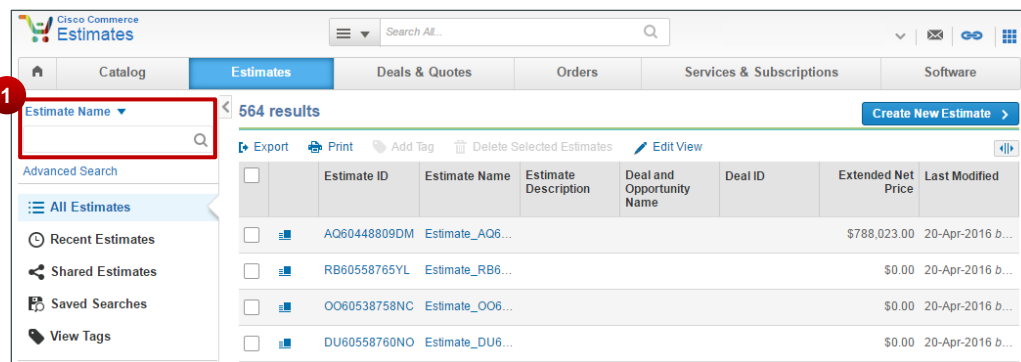 Cisco Commerce
Estimates
Search All...
Catalog Estimates Deals & Quotes Orders Services & Subscriptions Software
1
Estimate Name
564 results
Create New Estimate
Export Print Add Tag Delete Selected Estimates Edit View
Advanced Search
Estimate ID Estimate Name Estimate Description Deal and Opportunity Name Deal ID Extended Net Price Last Modified
All Estimates
Recent Estimates
Shared Estimates
Saved Searches
View Tags
AQ60448809DM Estimate_AQ6... $788,023.00 20-Apr-2016 b...
RB60558765YL Estimate_RB6... $0.00 20-Apr-2016 b...
OO60538758NC Estimate_OO6... $0.00 20-Apr-2016 b...
DU60558760NO Estimate_DU6... $0.00 20-Apr-2016 b...